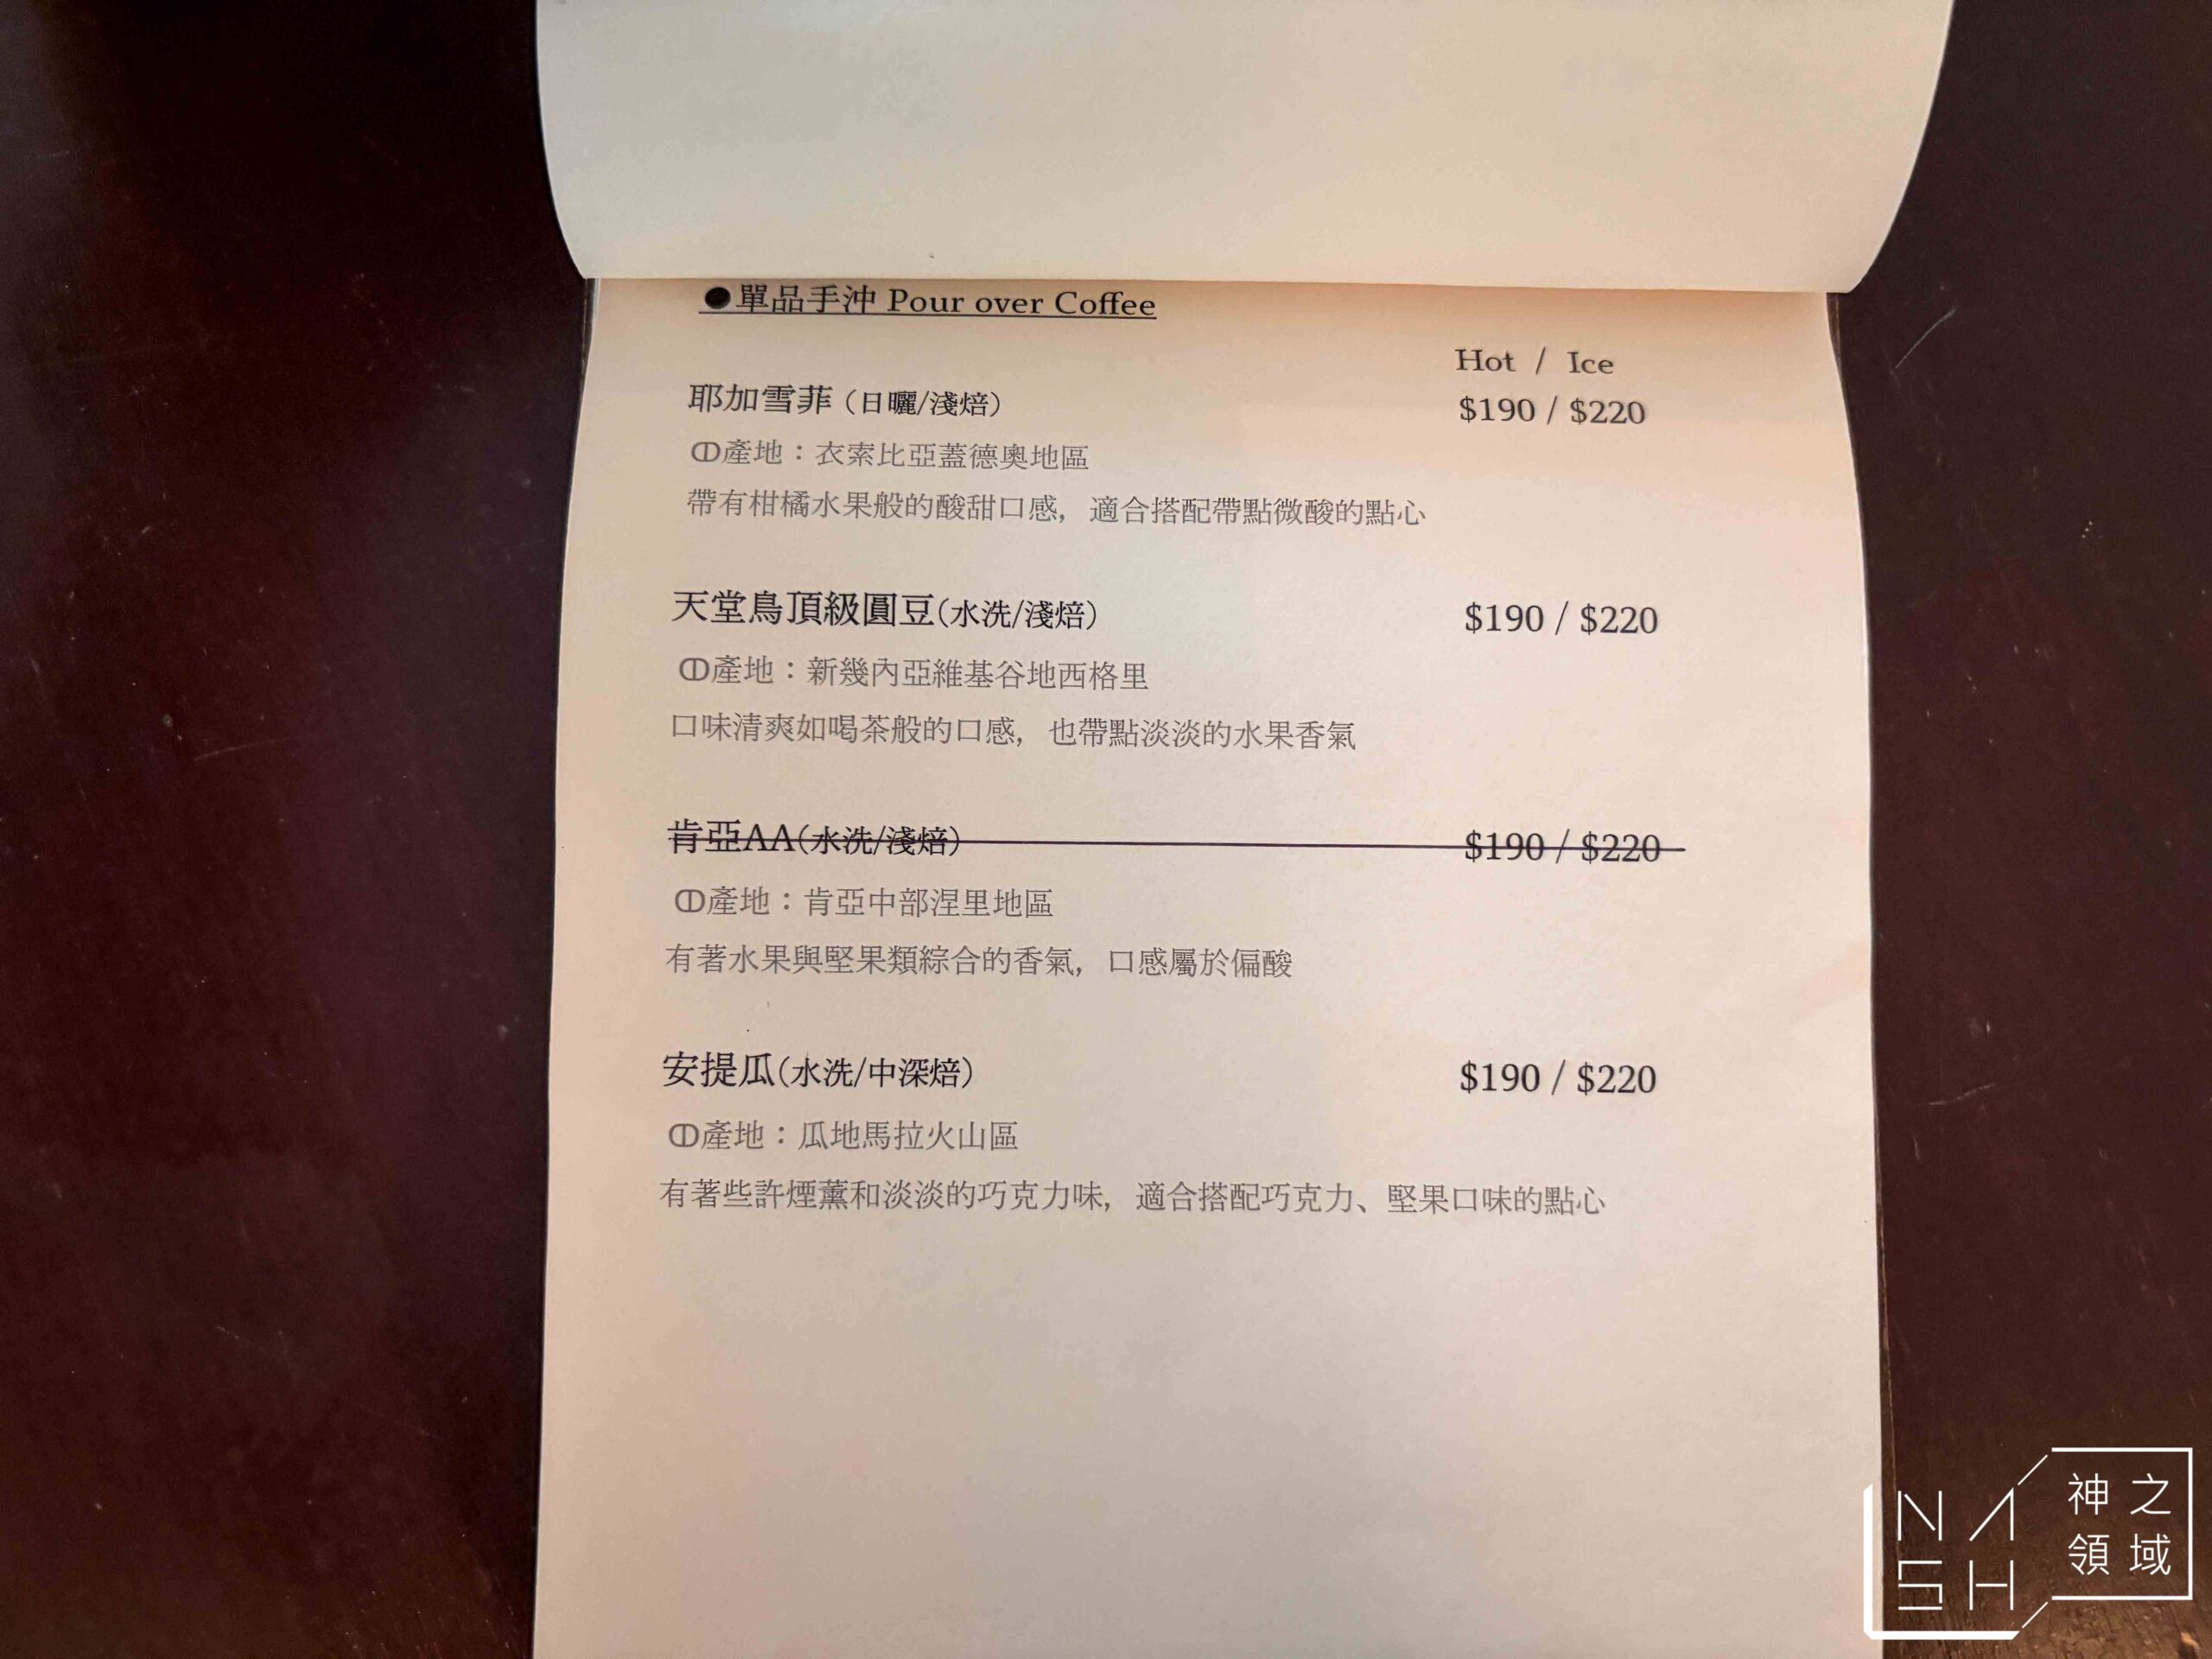 ●單品手沖 Pour over Coffee
Hot / Ice
耶加雪菲（日曬/淺焙） $190 / $220
產地：衣索比亞蓋德奧地區
帶有柑橘水果般的酸甜口感，適合搭配帶點微酸的點心
天堂鳥頂級圓豆(水洗/淺焙) $190 / $220
產地：新幾內亞維基谷地西格里
口味清爽如喝茶般的口感，也帶點淡淡的水果香氣
肯亞AA(水洗/淺焙) $190 / $220
產地：肯亞中部涅里地區
有著水果與堅果類綜合的香氣，口感屬於偏酸
安提瓜(水洗/中深焙) $190 / $220
產地：瓜地馬拉火山區
有著些許煙薰和淡淡的巧克力味，適合搭配巧克力、堅果口味的點心
NASH
神之
領域